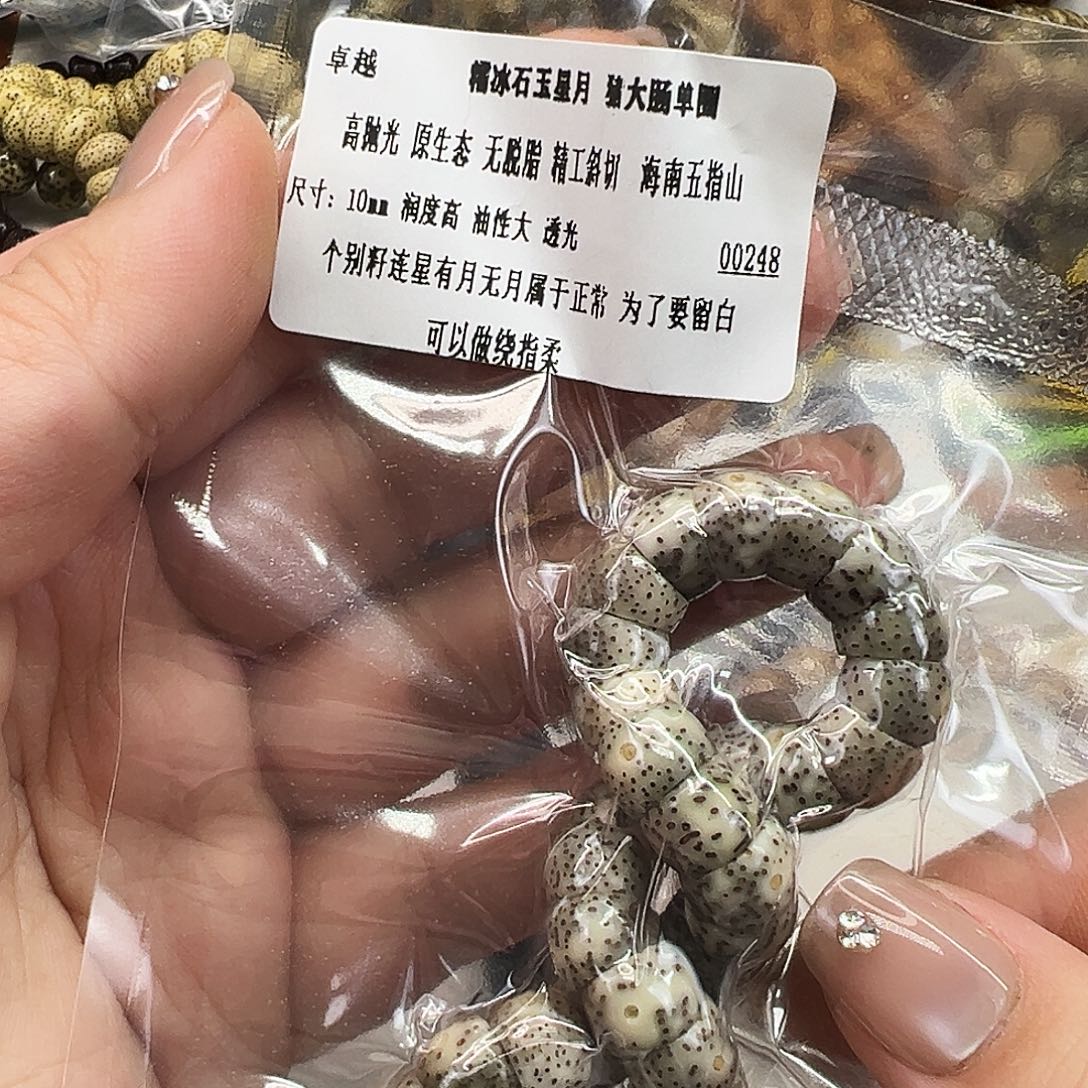 卓越 糯冰石玉星月 猿大肠单圈
高抛光 原生态 无脱脂 精工斜切 海南五指山
尺寸: 10mm 润度高 油性大 透光 00248
个别籽连星有月无月属于正常 为了要留白
可以做绕指柔